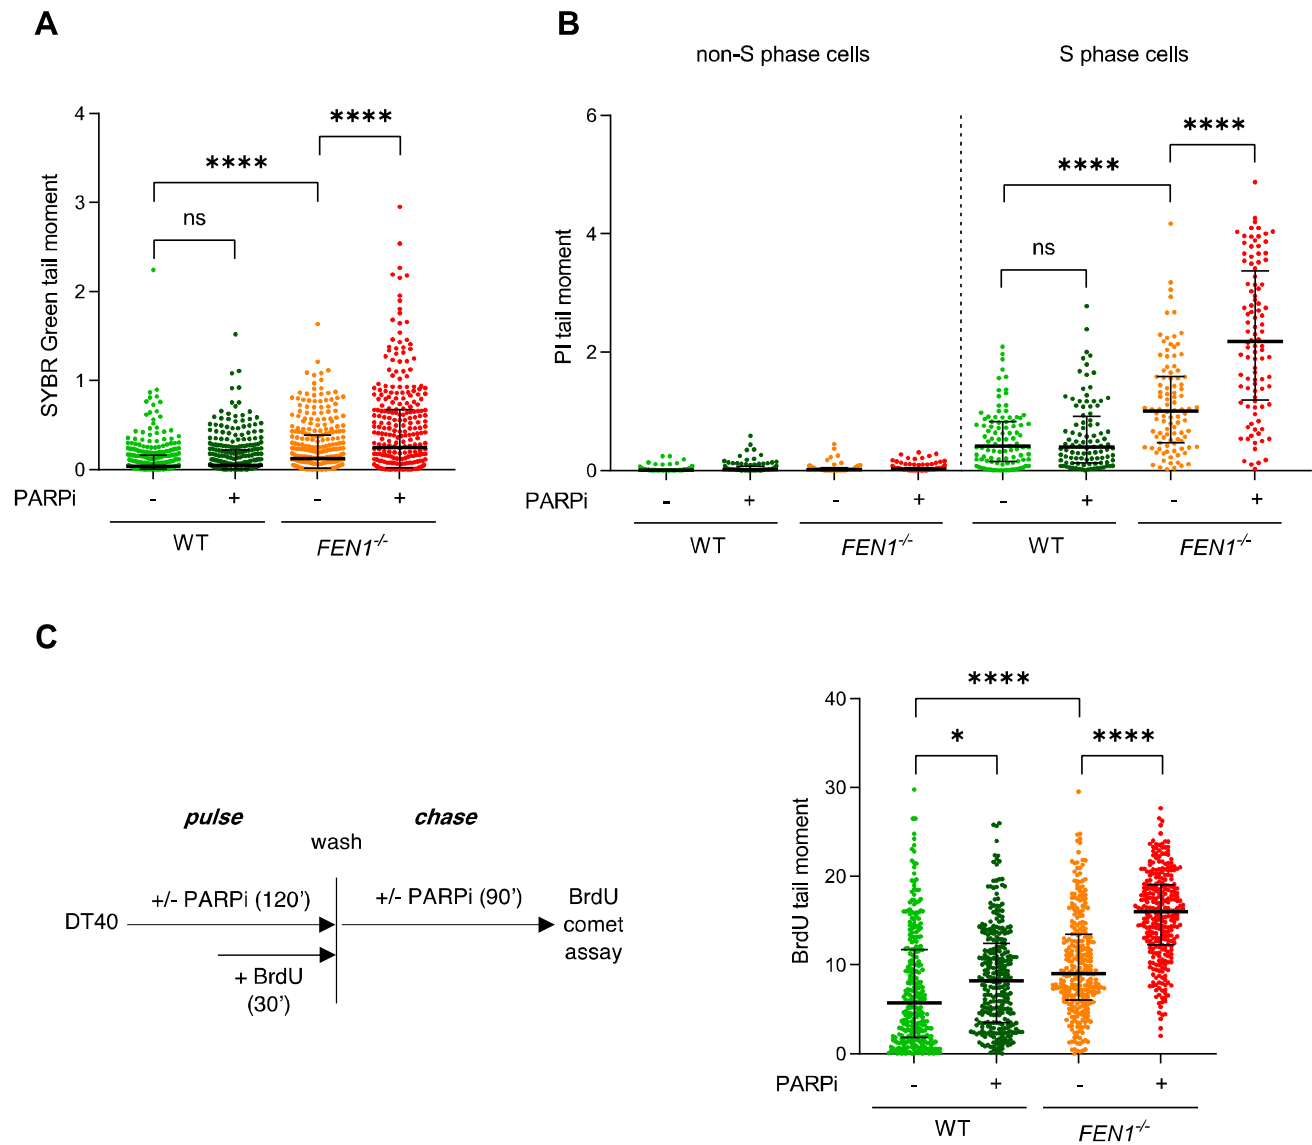 A
SYBR Green tail moment
4
3
2
1
0
****
****
ns
PARPi - + - +
WT FEN1-/-
B
non-S phase cells S phase cells
PI tail moment
6
4
2
0
****
****
ns
PARPi - + - + - + - +
WT FEN1-/- WT FEN1-/-
C
pulse chase
wash
+/- PARPi (120') +/- PARPi (90')
DT40
+ BrdU
(30')
BrdU
comet
assay
BrdU tail moment
40
30
20
10
0
****
* ****
PARPi - + - +
WT FEN1-/-